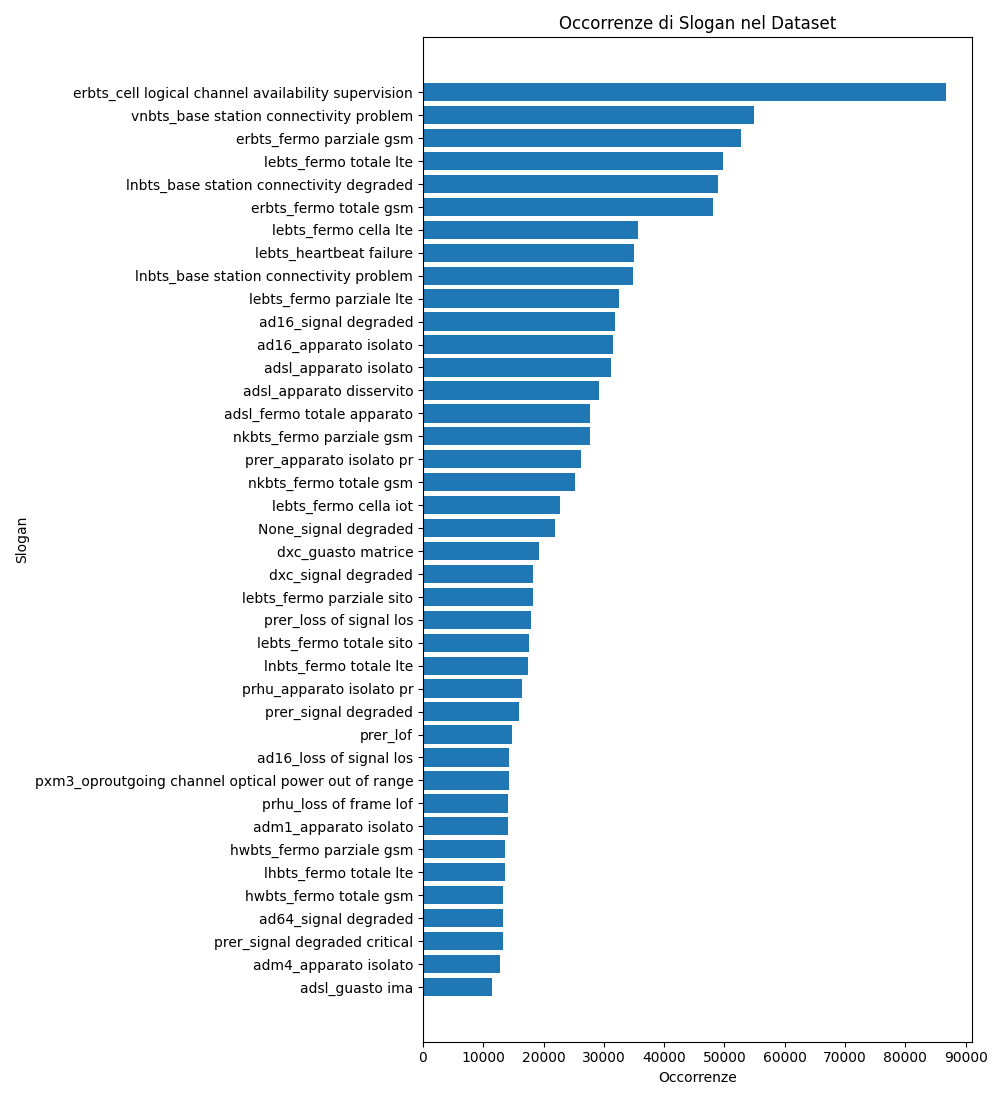 Occorrenze di Slogan nel Dataset
erbts_cell logical channel availability supervision
vnbts_base station connectivity problem
erbts_fermo parziale gsm
lebts_fermo totale lte
lnbts_base station connectivity degraded
erbts_fermo totale gsm
lebts_fermo cella lte
lebts_heartbeat failure
lnbts_base station connectivity problem
lebts_fermo parziale lte
ad16_signal degraded
ad16_apparato isolato
adsl_apparato isolato
adsl_apparato disservito
adsl_fermo totale apparato
nkbts_fermo parziale gsm
prer_apparato isolato pr
nkbts_fermo totale gsm
lebts_fermo cella iot
None_signal degraded
dxc_guasto matrice
dxc_signal degraded
lebts_fermo parziale sito
prer_loss of signal los
lebts_fermo totale sito
lnbts_fermo totale lte
prhu_apparato isolato pr
prer_signal degraded
prer_lof
ad16_loss of signal los
pxm3_oproutgoing channel optical power out of range
prhu_loss of frame lof
adm1_apparato isolato
hwbts_fermo parziale gsm
lhbts_fermo totale lte
hwbts_fermo totale gsm
ad64_signal degraded
prer_signal degraded critical
adm4_apparato isolato
adsl_guasto ima
Slogan
0 10000 20000 30000 40000 50000 60000 70000 80000 90000
Occorrenze